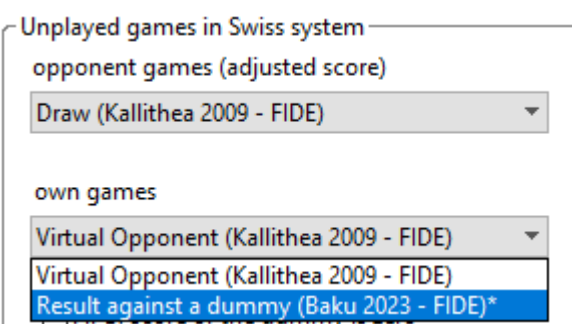 Unplayed games in Swiss system
opponent games (adjusted score)
Draw (Kallithea 2009 - FIDE)
own games
Virtual Opponent (Kallithea 2009 - FIDE)
Virtual Opponent (Kallithea 2009 - FIDE)
Result against a dummy (Baku 2023 - FIDE)*